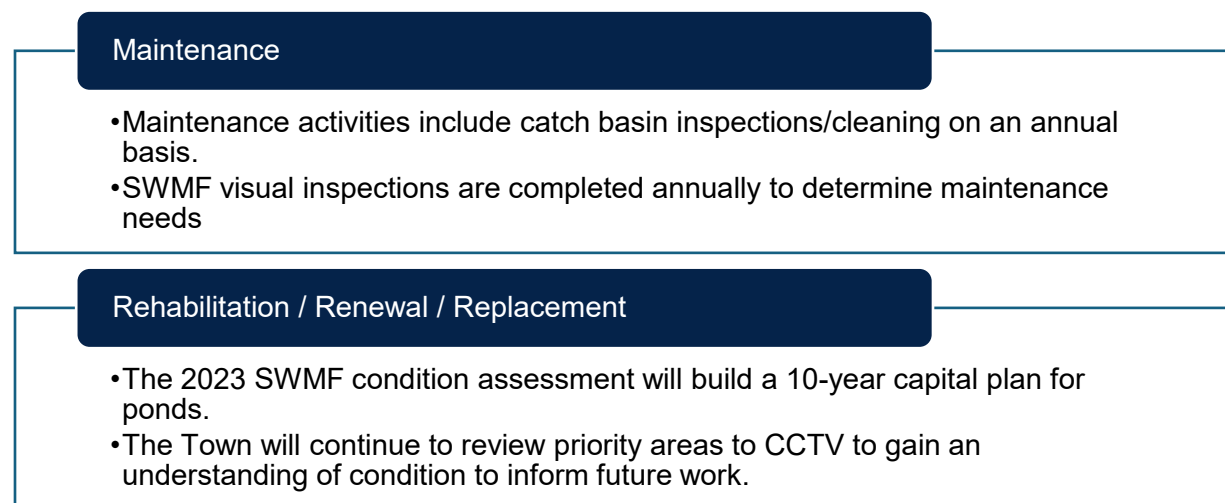 Maintenance
•Maintenance activities include catch basin inspections/cleaning on an annual
basis.
•SWMF visual inspections are completed annually to determine maintenance
needs
Rehabilitation / Renewal / Replacement
•The 2023 SWMF condition assessment will build a 10-year capital plan for
ponds.
•The Town will continue to review priority areas to CCTV to gain an
understanding of condition to inform future work.